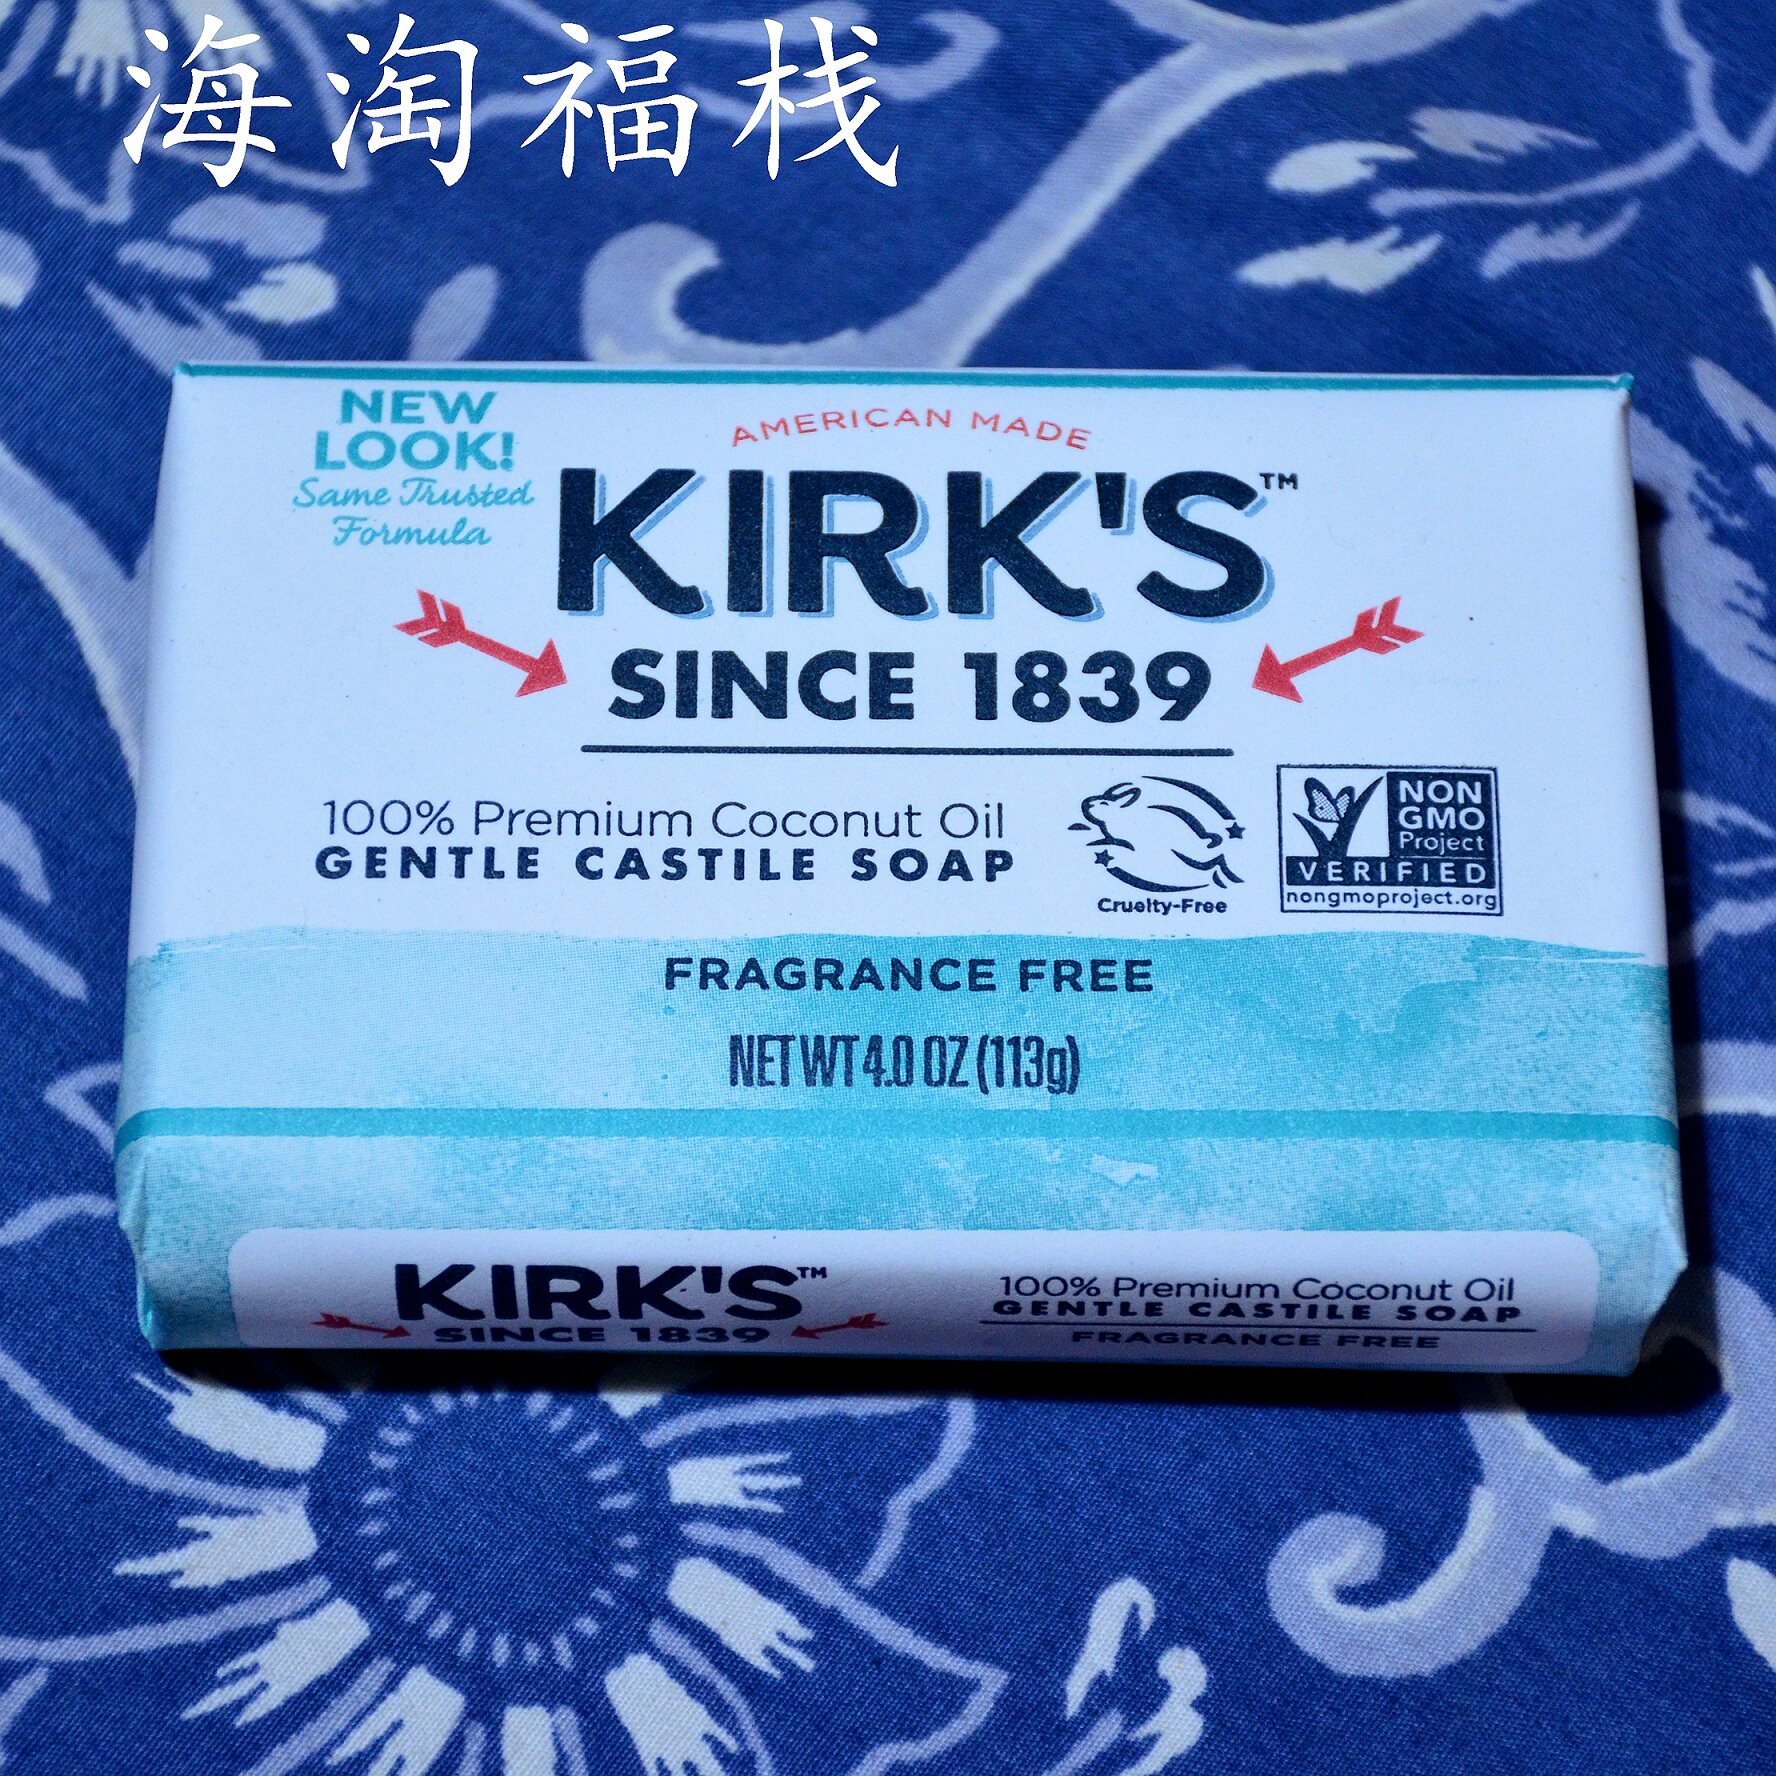 海淘福栈
NEW
LOOK!
Same Trusted
Formula
AMERICAN MADE
KIRK'S™
SINCE 1839
100% Premium Coconut Oil
GENTLE CASTILE SOAP
Cruelty-Free
NON
GMO
Project
VERIFIED
nongmoproject.org
FRAGRANCE FREE
NET WT 4.0 OZ (113g)
KIRK'S™
SINCE 1839
100% Premium Coconut Oil
GENTLE CASTILE SOAP
FRAGRANCE FREE